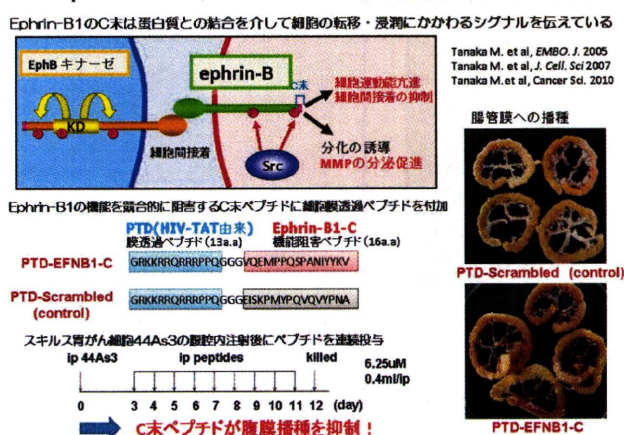 Ephrin-B1のC末は蛋白質との結合を介して細胞の転移・浸潤にかかわるシグナルを伝えている
Tanaka M. et al, EMBO. J. 2005
Tanaka M. et al, J. Cell. Sci 2007
Tanaka M. et al, Cancer Sci. 2010
EphB キナーゼ
ephrin-B
KD
C末
細胞運動能亢進
細胞間接着の抑制
細胞間接着
Src
分化の誘導
MMPの分泌促進
腸管膜への播種
PTD-Scrambled (control)
PTD-EFNB1-C
Ephrin-B1の機能を競合的に阻害するC末ペプチドに細胞膜透過ペプチドを付加
PTD(HIV-TAT由来)
膜透過ペプチド(13a.a)
Ephrin-B1-C
機能阻害ペプチド(16a.a)
PTD-EFNB1-C
GRKKRRQRRRPPQGGGVQEMPPQSPANIYYKV
PTD-Scrambled
(control)
GRKKRRQRRRPPQGGGEISKPMYPQVQVYPNA
スキルス胃がん細胞44As3の腹腔内注射後にペプチドを連続投与
ip 44As3
ip peptides
killed
6.25uM
0.4ml/ip
0 3 4 5 6 7 8 9 10 11 12 (day)
C末ペプチドが腹膜播種を抑制！